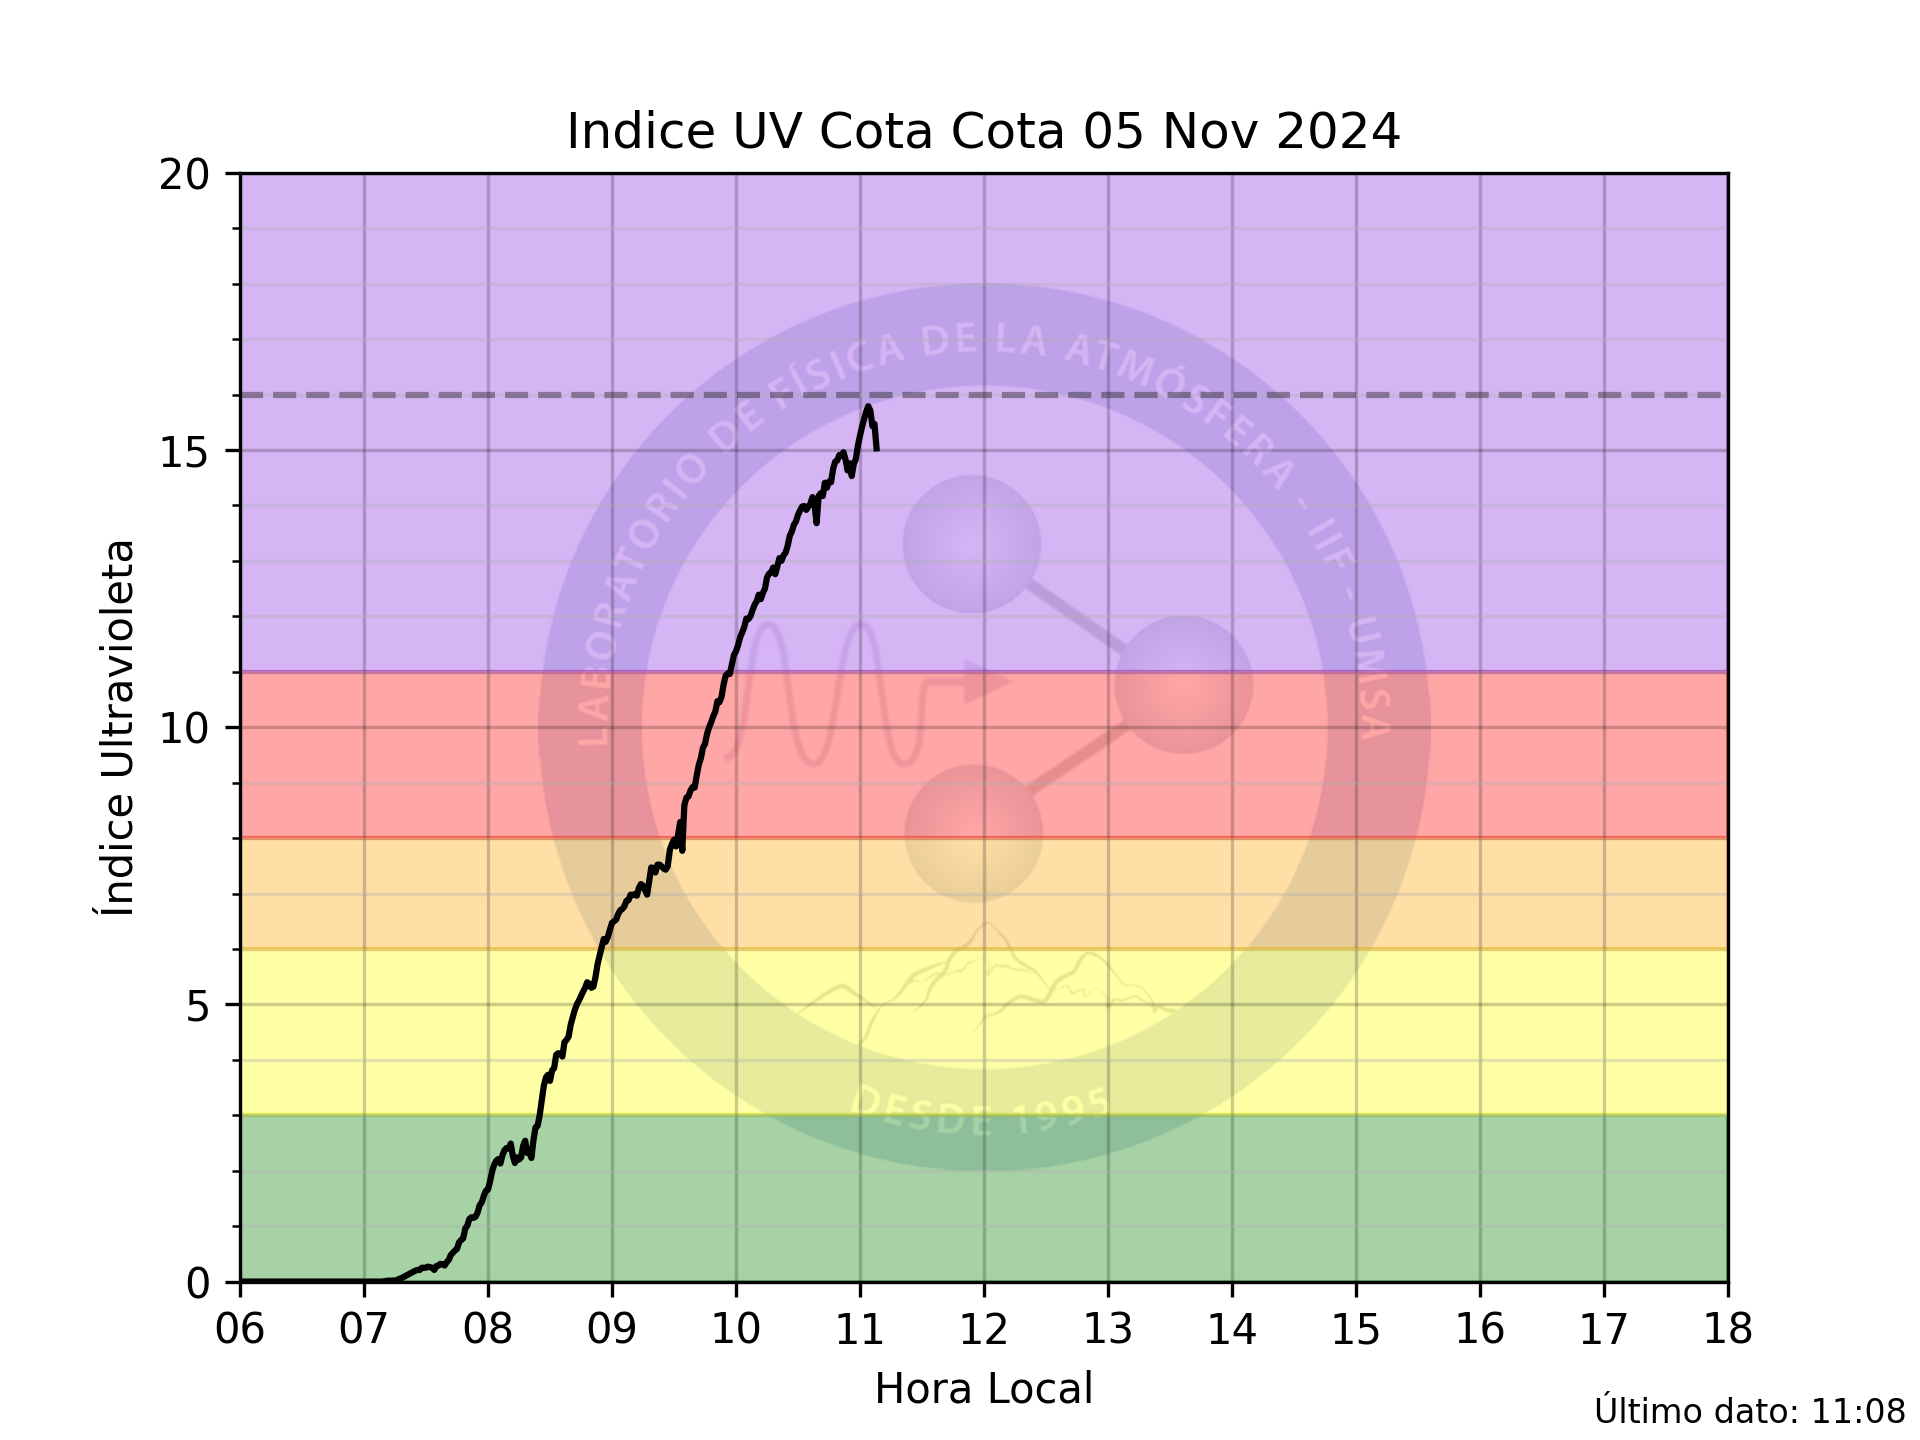 Indice UV Cota Cota 05 Nov 2024
20
15
10
5
0
Índice Ultravioleta
LABORATORIO DE FÍSICA DE LA ATMÓSFERA - IIF - UMSA
DESDE 1995
06 07 08 09 10 11 12 13 14 15 16 17 18
Hora Local
Último dato: 11:08